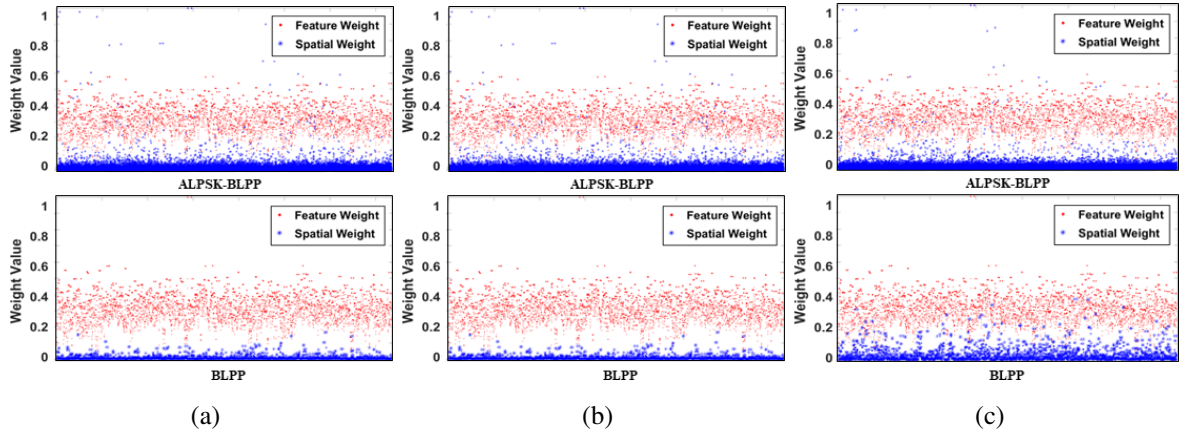 Weight Value
1
0.8
0.6
0.4
0.2
0
Feature Weight
Spatial Weight
ALPSK-BLPP
Weight Value
1
0.8
0.6
0.4
0.2
0
Feature Weight
Spatial Weight
BLPP
(a)
Weight Value
1
0.8
0.6
0.4
0.2
0
Feature Weight
Spatial Weight
ALPSK-BLPP
Weight Value
1
0.8
0.6
0.4
0.2
0
Feature Weight
Spatial Weight
BLPP
(b)
Weight Value
1
0.8
0.6
0.4
0.2
0
Feature Weight
Spatial Weight
ALPSK-BLPP
Weight Value
1
0.8
0.6
0.4
0.2
0
Feature Weight
Spatial Weight
BLPP
(c)